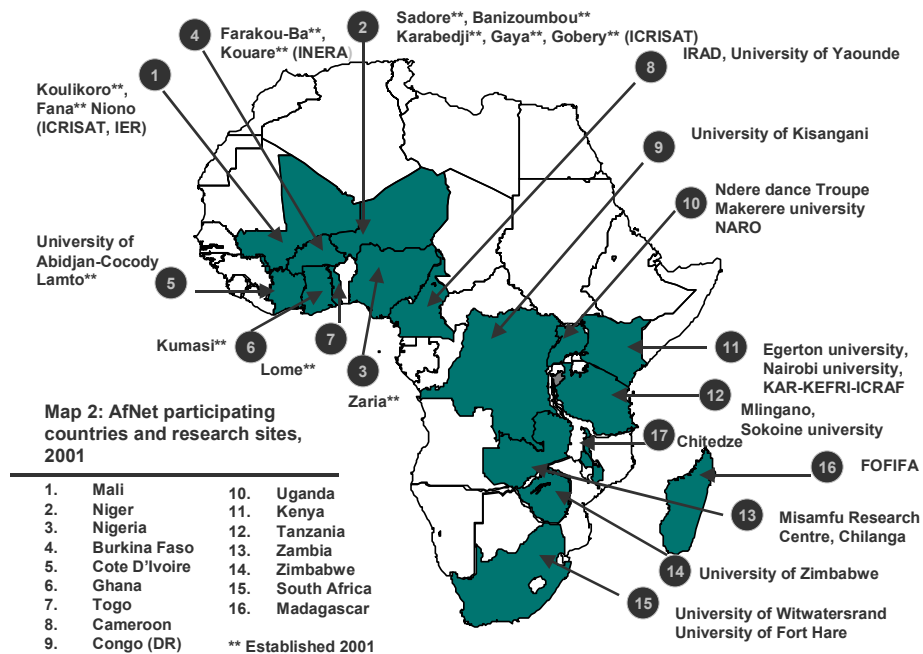 Sadore**, Banizoumbou**
Karabedji**, Gaya**, Gobery** (ICRISAT)
2
Farakou-Ba**,
Kouare** (INERA)
4
IRAD, University of Yaounde
8
1
Koulikoro**,
Fana** Niono
(ICRISAT, IER)
University of Kisangani
9
Ndere dance Troupe
Makerere university
NARO
10
University of
Abidjan-Cocody
Lamto**
5
Kumasi**
6
Lome**
7
Zaria**
3
11
Egerton university,
Nairobi university,
KAR-KEFRI-ICRAF
12
Mlingano,
Sokoine university
17
Chitedze
16
FOFIFA
13
Misamfu Research
Centre, Chilanga
14
University of Zimbabwe
15
University of Witwatersrand
University of Fort Hare
Map 2: AfNet participating
countries and research sites,
2001
1. Mali
2. Niger
3. Nigeria
4. Burkina Faso
5. Cote D'Ivoire
6. Ghana
7. Togo
8. Cameroon
9. Congo (DR)
10. Uganda
11. Kenya
12. Tanzania
13. Zambia
14. Zimbabwe
15. South Africa
16. Madagascar
** Established 2001